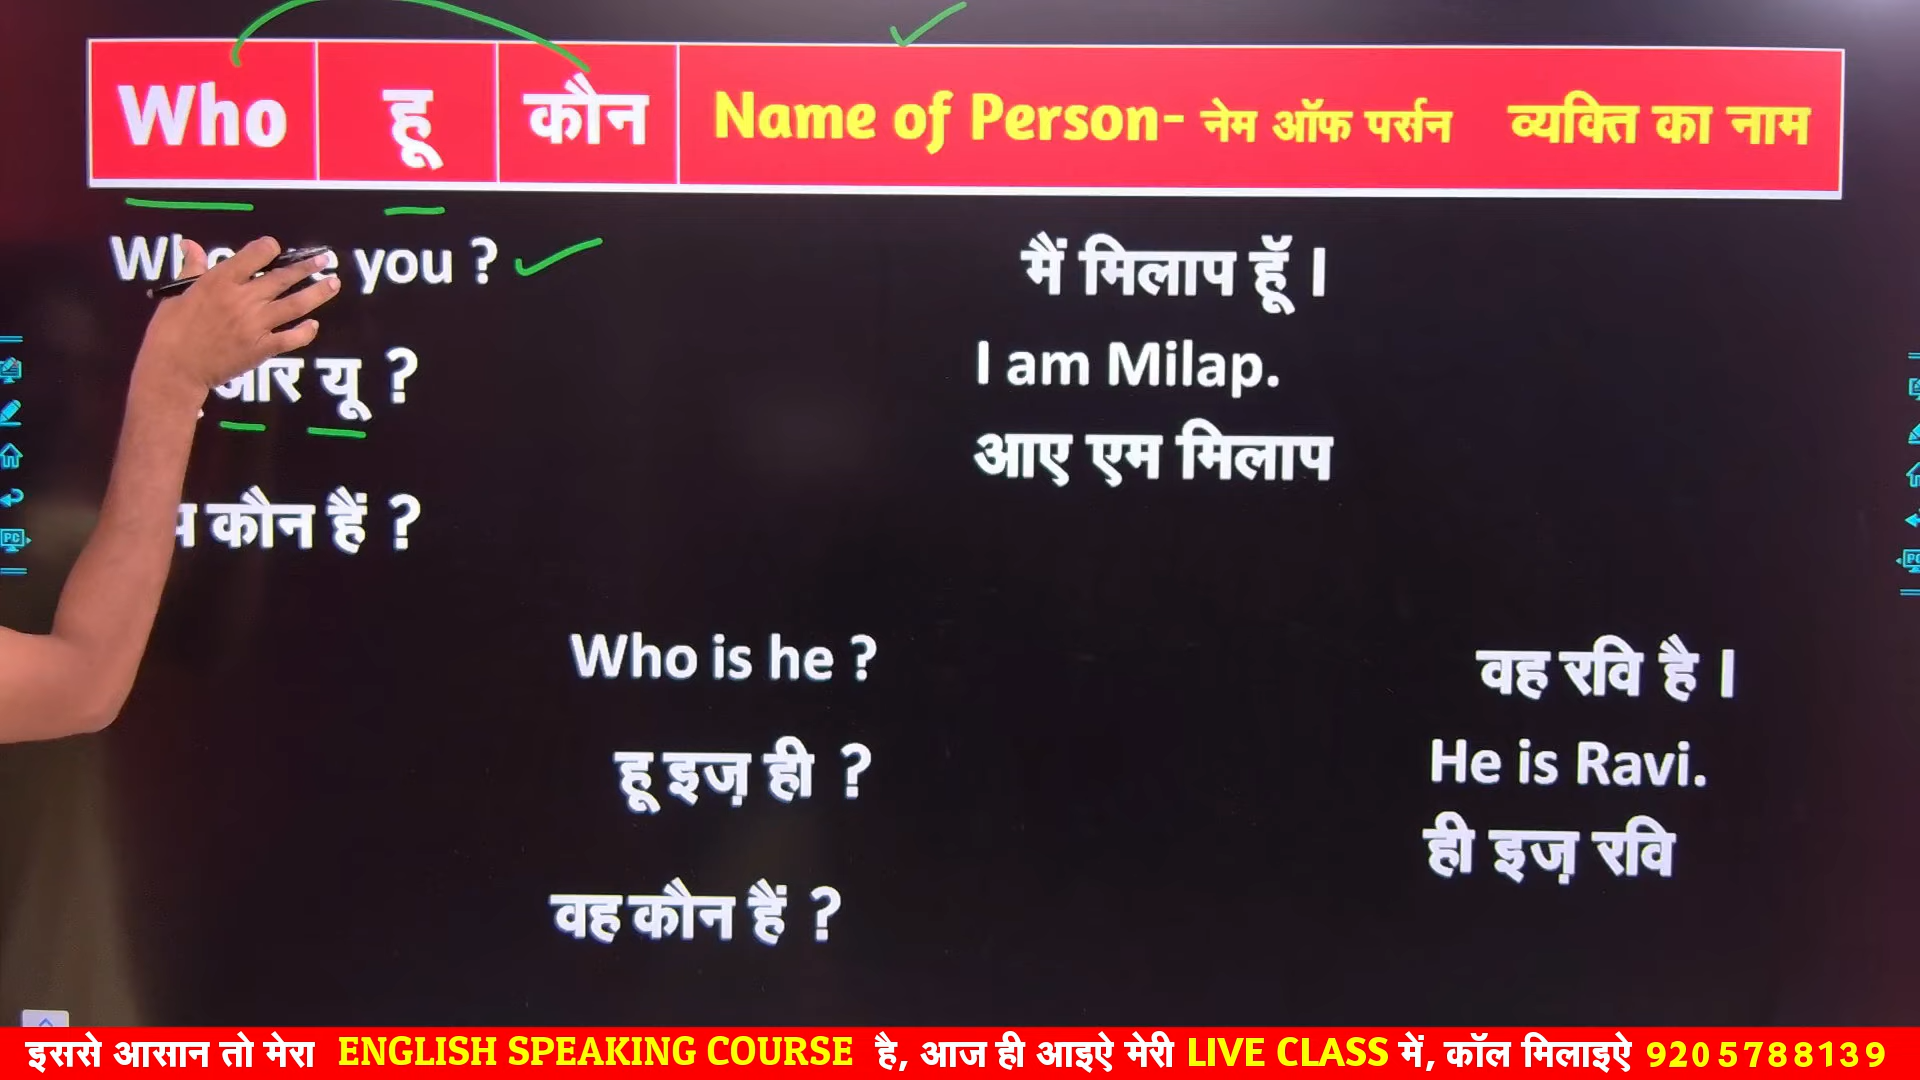 Who हू कौन Name of Person- नेम ऑफ पर्सन व्यक्ति का नाम
you ?
आर यू ?
कौन हैं ?
मैं मिलाप हूँ ।
I am Milap.
आए एम मिलाप
Who is he ?
हू इज़ ही ?
वह कौन हैं ?
वह रवि है ।
He is Ravi.
ही इज़ रवि
इससे आसान तो मेरा ENGLISH SPEAKING COURSE है, आज ही आइऐ मेरी LIVE CLASS में, कॉल मिलाइऐ 9205788139